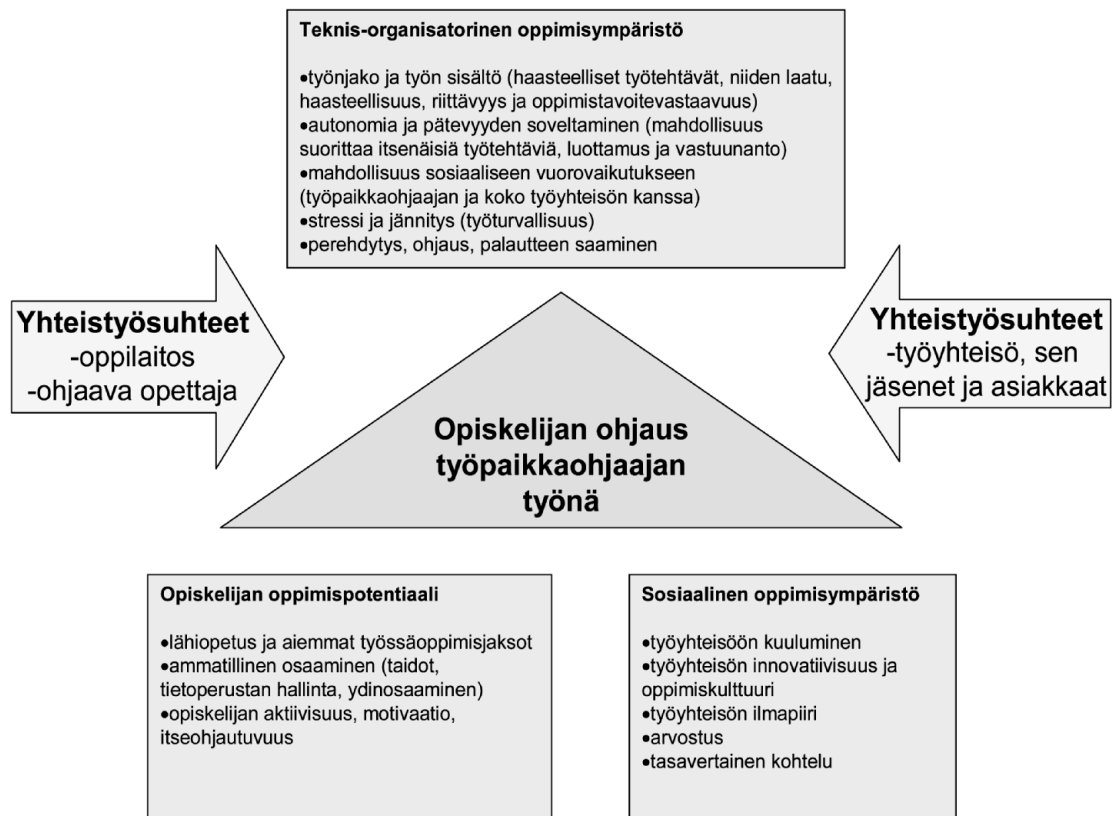 Teknis-organisatorinen oppimisympäristö
•työnjako ja työn sisältö (haasteelliset työtehtävät, niiden laatu,
haasteellisuus, riittävyys ja oppimistavoitevastaavuus)
•autonomia ja pätevyyden soveltaminen (mahdollisuus
suorittaa itsenäisiä työtehtäviä, luottamus ja vastuunanto)
•mahdollisuus sosiaaliseen vuorovaikutukseen
(työpaikkaohjaajan ja koko työyhteisön kanssa)
•stressi ja jännitys (työturvallisuus)
•perehdytys, ohjaus, palautteen saaminen
Yhteistyösuhteet
-oppilaitos
-ohjaava opettaja
Yhteistyösuhteet
-työyhteisö, sen
jäsenet ja asiakkaat
Opiskelijan ohjaus
työpaikkaohjaajan
työnä
Opiskelijan oppimispotentiaali
•lähiopetus ja aiemmat työssäoppimisjaksot
•ammatillinen osaaminen (taidot,
tietoperustan hallinta, ydinosaaminen)
•opiskelijan aktiivisuus, motivaatio,
itseohjautuvuus
Sosiaalinen oppimisympäristö
•työyhteisöön kuuluminen
•työyhteisön innovatiivisuus ja
oppimiskulttuuri
•työyhteisön ilmapiiri
•arvostus
•tasavertainen kohtelu